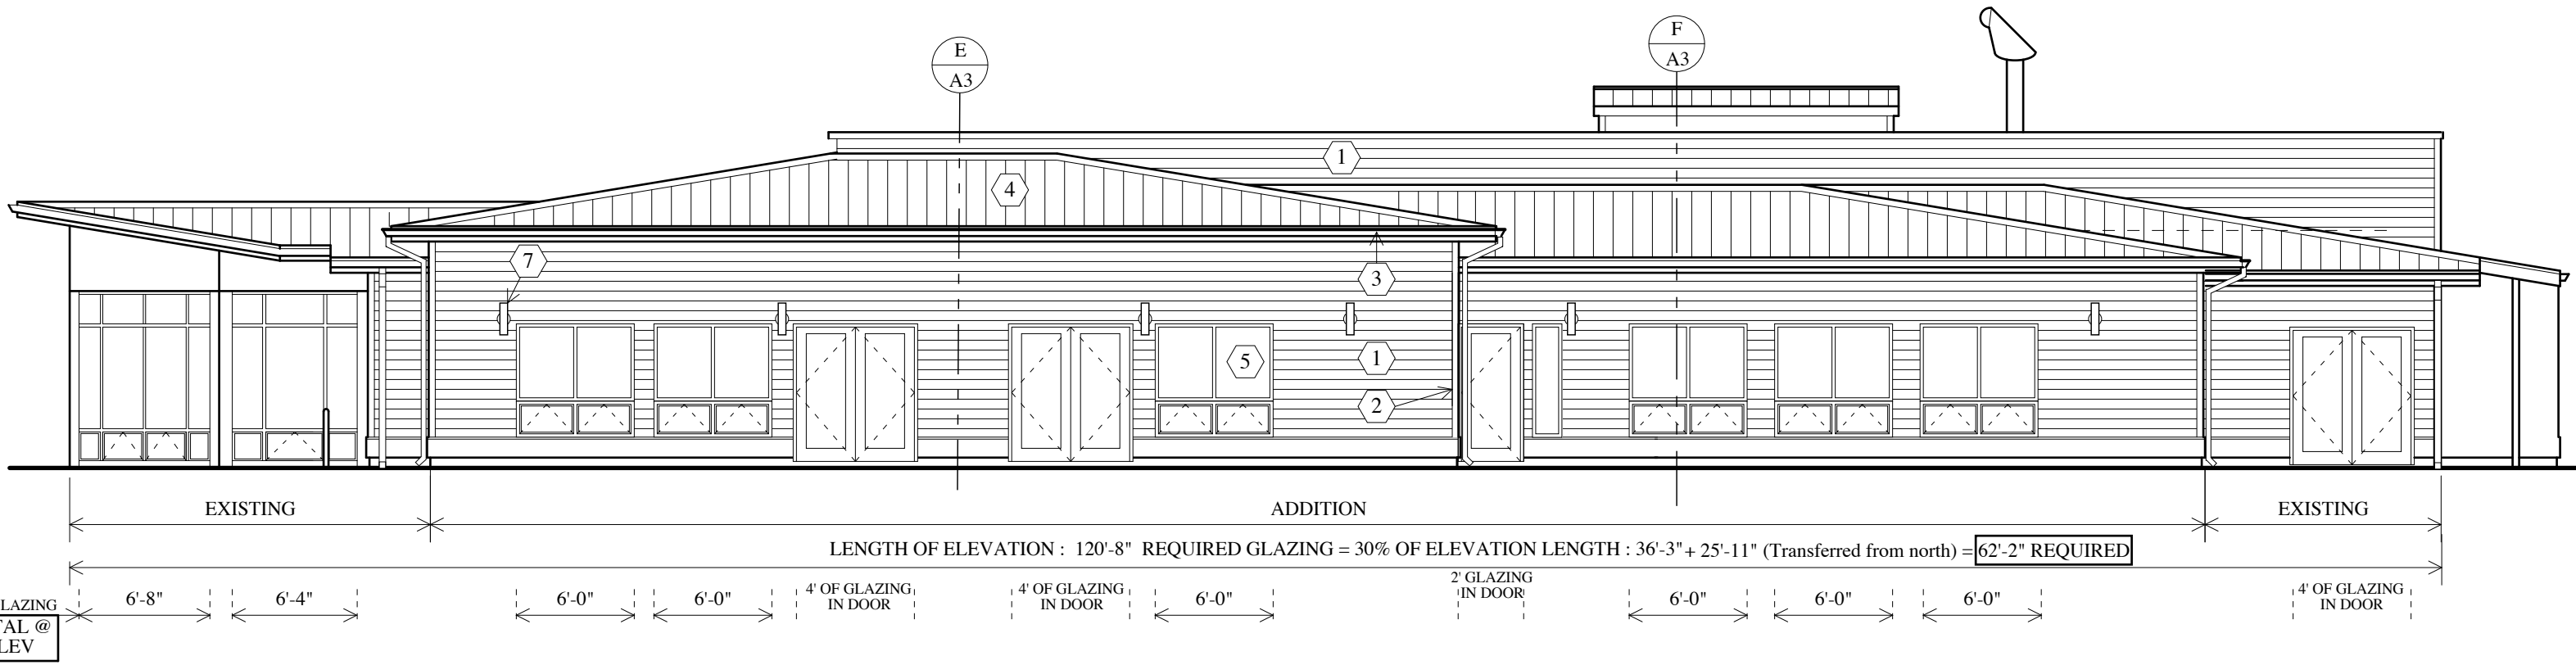 E
A3
F
A3
1
4
7
3
5
1
2
EXISTING
ADDITION
EXISTING
LENGTH OF ELEVATION : 120'-8" REQUIRED GLAZING = 30% OF ELEVATION LENGTH : 36'-3"+ 25'-11" (Transferred from north) = 62'-2" REQUIRED
GLAZING
6'-8"
6'-4"
6'-0"
6'-0"
4' OF GLAZING
IN DOOR
4' OF GLAZING
IN DOOR
6'-0"
2' GLAZING
IN DOOR
6'-0"
6'-0"
6'-0"
4' OF GLAZING
IN DOOR